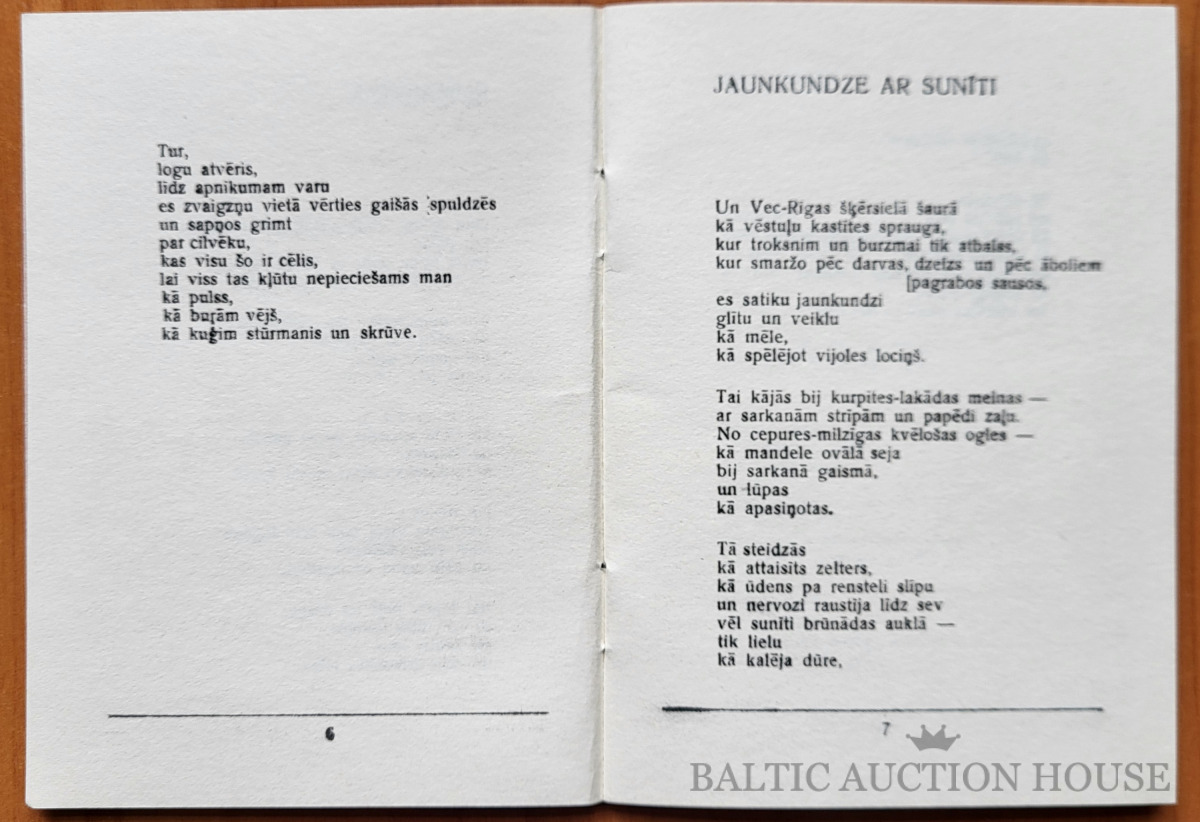 Tur,
logu atvēris,
līdz apnikumam varu
es zvaigzņu vietā vērties gaišās spuldzēs
un sapņos grimt
par cilvēku,
kas visu šo ir cēlis,
lai viss tas kļūtu nepieciešams man
kā pulss,
kā buŗām vējš,
kā kuģim stūrmanis un skrūve.
6
JAUNKUNDZE AR SUNĪTI
Un Vec-Rīgas šķērsielā šaurā
kā vēstuļu kastītes sprauga,
kur troksnim un burzmai tik atbalss,
kur smaržo pēc darvas, dzelzs un pēc āboliem
[pagrabos sausos,
es satiku jaunkundzi
glītu un veiklu
kā mēle,
kā spēlējot vijoles lociņš.
Tai kājās bij kurpītes-lakādas melnas —
ar sarkanām strīpām un papēdi zaļu.
No cepures-milzīgas kvēlošas ogles —
kā mandele ovālā seja
bij sarkanā gaismā,
un lūpas
kā apasiņotas.
Tā steidzās
kā attaisīts zelters,
kā ūdens pa rensteli slīpu
un nervozi raustīja līdz sev
vēl sunīti brūnādas auklā —
tik lielu
kā kalēja dūre,
7
BALTIC AUCTION HOUSE